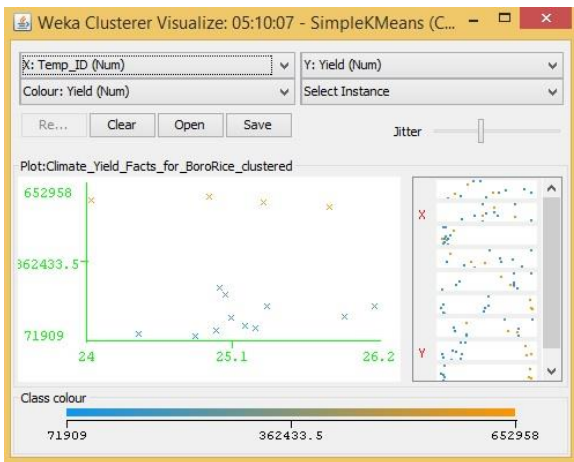 Weka Clusterer Visualize: 05:10:07 - SimpleKMeans (C...
X: Temp_ID (Num)
Y: Yield (Num)
Colour: Yield (Num)
Select Instance
Re...
Clear
Open
Save
Jitter
Plot:Climate_Yield_Facts_for_BoroRice_clustered
652958
362433.5
71909
24
25.1
26.2
X
Y
Class colour
71909
362433.5
652958